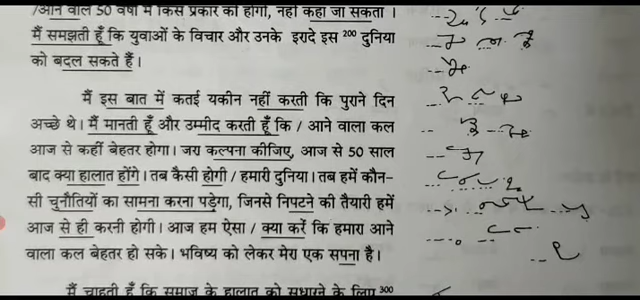 /आने वाले 50 वर्षों में किस प्रकार की होगी, नहीं कहा जा सकता ।
मैं समझती हूँ कि युवाओं के विचार और उनके इरादे इस 200 दुनिया
को बदल सकते हैं ।
मैं इस बात में कतई यकीन नहीं करती कि पुराने दिन
अच्छे थे । मैं मानती हूँ और उम्मीद करती हूँ कि / आने वाला कल
आज से कहीं बेहतर होगा । जरा कल्पना कीजिए, आज से 50 साल
बाद क्या हालात होंगे । तब कैसी होगी / हमारी दुनिया । तब हमें कौन-
सी चुनौतियों का सामना करना पड़ेगा, जिनसे निपटने की तैयारी हमें
आज से ही करनी होगी । आज हम ऐसा / क्या करें कि हमारा आने
वाला कल बेहतर हो सके । भविष्य को लेकर मेरा एक सपना है ।
मैं चाहती हूँ कि समाज के हालात को सुधारने के लिए 300